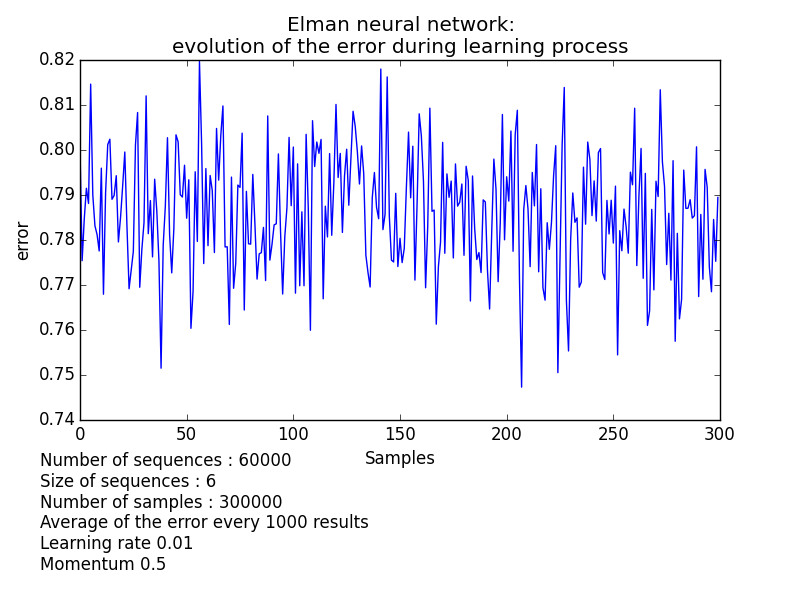 Elman neural network:
evolution of the error during learning process
0.82
0.81
0.80
0.79
0.78
0.77
0.76
0.75
0.74
error
0 50 100 150 200 250 300
Samples
Number of sequences : 60000
Size of sequences : 6
Number of samples : 300000
Average of the error every 1000 results
Learning rate 0.01
Momentum 0.5